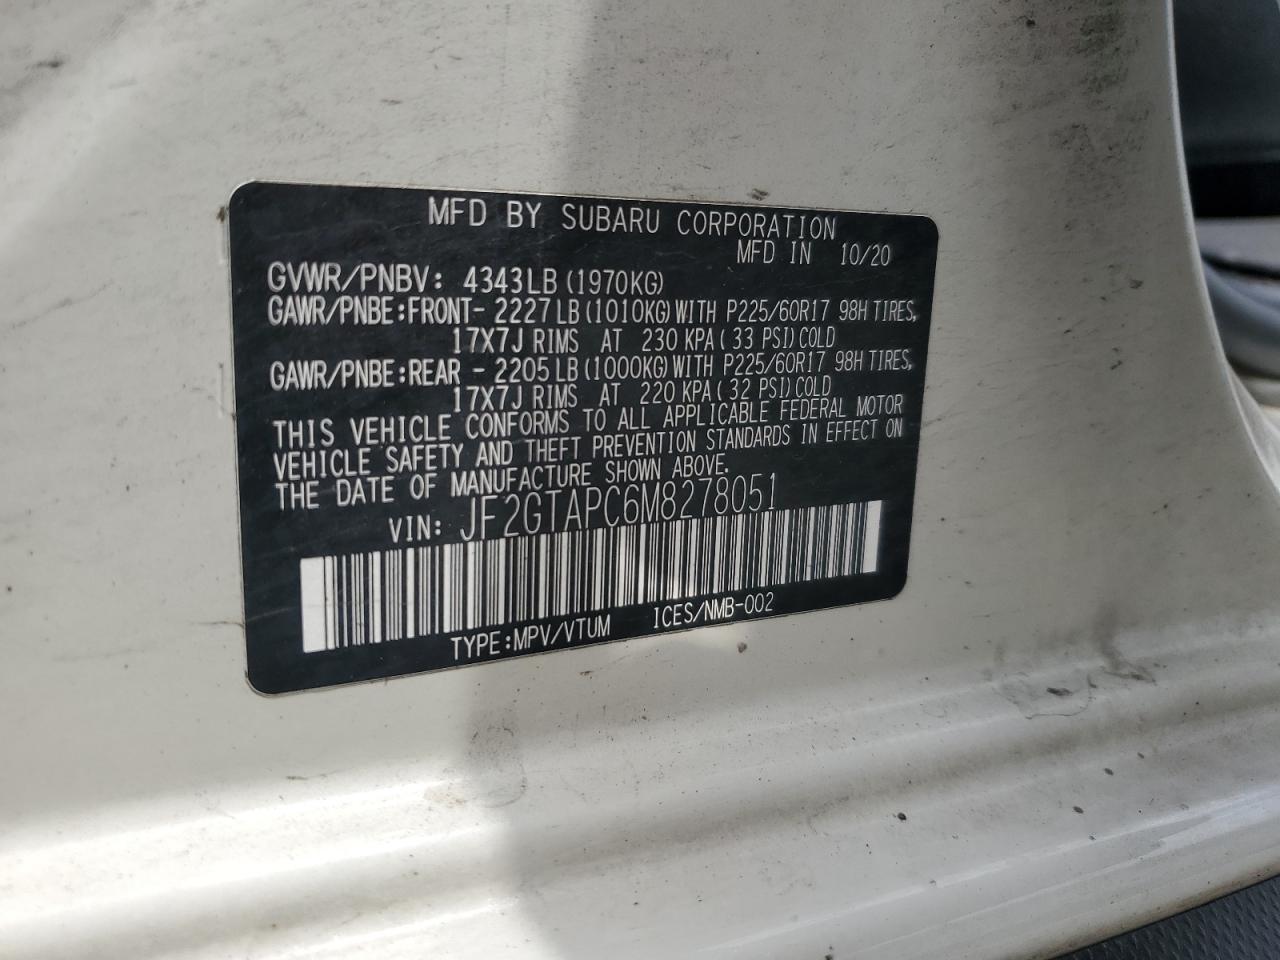 MFD BY SUBARU CORPORATION
MFD IN 10/20
GVWR/PNBV: 4343LB (1970KG)
GAWR/PNBE:FRONT- 2227LB (1010KG) WITH P225/60R17 98H TIRES,
17X7J RIMS AT 230 KPA (33 PSI) COLD
GAWR/PNBE:REAR - 2205LB (1000KG) WITH P225/60R17 98H TIRES,
17X7J RIMS AT 220 KPA (32 PSI) COLD
THIS VEHICLE CONFORMS TO ALL APPLICABLE FEDERAL MOTOR
VEHICLE SAFETY AND THEFT PREVENTION STANDARDS IN EFFECT ON
THE DATE OF MANUFACTURE SHOWN ABOVE.
VIN: JF2GTAPC6M8278051
TYPE:MPV/VTUM ICES/NMB-002